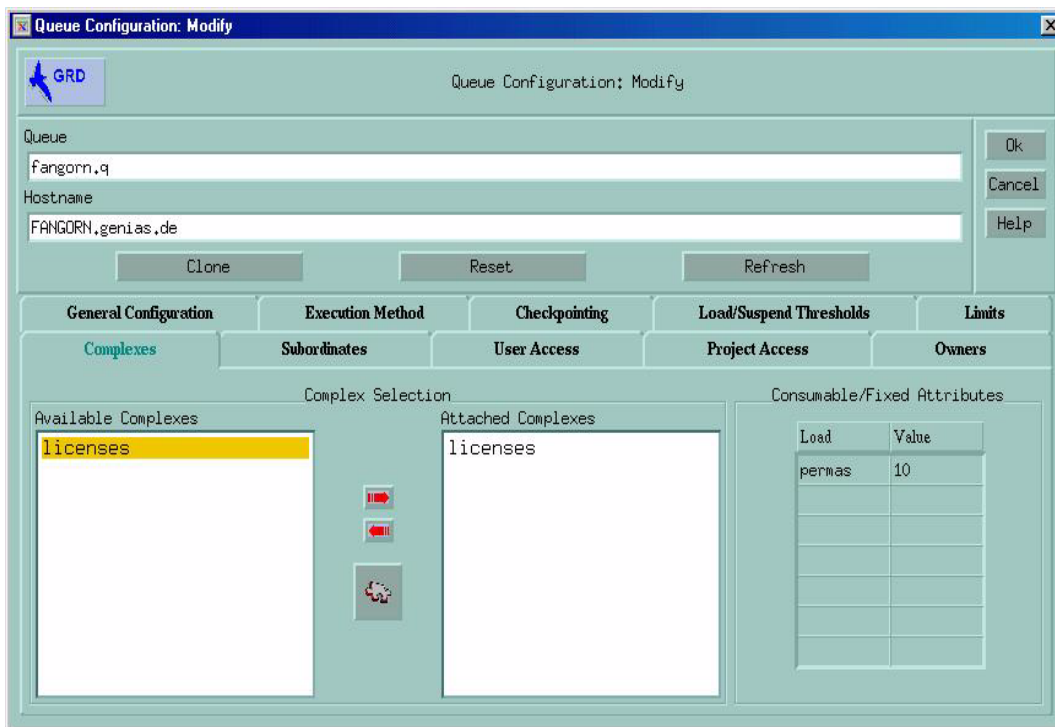 Queue Configuration: Modify
GRD
Queue Configuration: Modify
Queue
fangorn.q
Hostname
FANGORN.genias.de
Ok
Cancel
Help
Clone Reset Refresh
General Configuration Execution Method Checkpointing Load/Suspend Thresholds Limits
Complexes Subordinates User Access Project Access Owners
Complex Selection Consumable/Fixed Attributes
Available Complexes Attached Complexes
licenses licenses
Load Value
permas 10